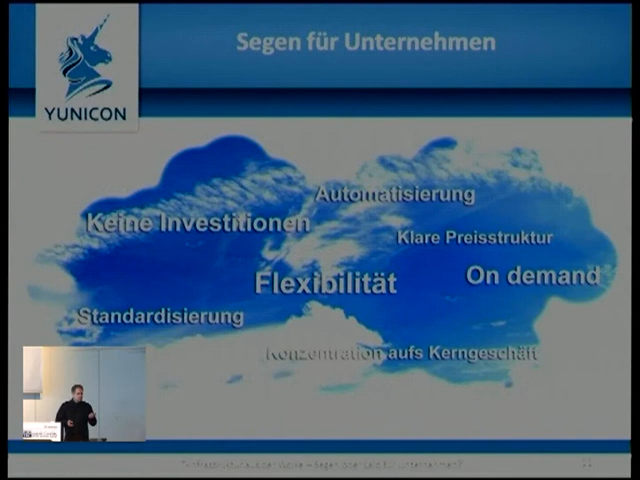 Segen für Unternehmen
YUNICON
Automatisierung
Keine Investitionen
Klare Preisstruktur
On demand
Flexibilität
Standardisierung
Konzentration aufs Kerngeschäft